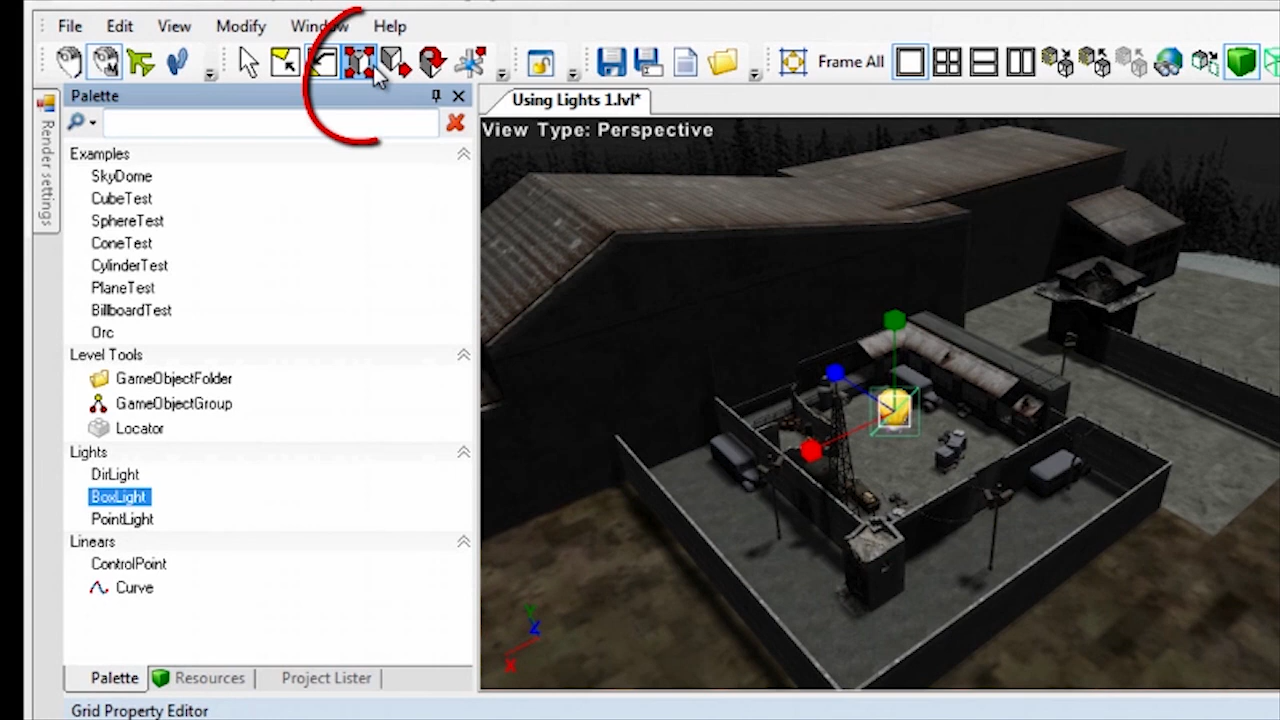 File Edit View Modify Window Help
Frame All
Render settings
Palette
Using Lights 1.lvl*
View Type: Perspective
Examples
SkyDome
CubeTest
SphereTest
ConeTest
CylinderTest
PlaneTest
BillboardTest
Orc
Level Tools
GameObjectFolder
GameObjectGroup
Locator
Lights
DirLight
BoxLight
PointLight
Linears
ControlPoint
Curve
Y
Z
X
Palette Resources Project Lister
Grid Property Editor